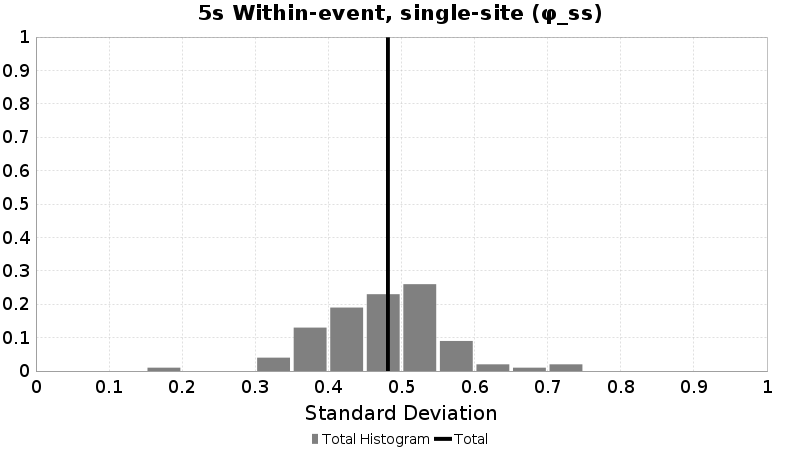 5s Within-event, single-site (φ_ss)
1
0.9
0.8
0.7
0.6
0.5
0.4
0.3
0.2
0.1
0
0 0.1 0.2 0.3 0.4 0.5 0.6 0.7 0.8 0.9 1
Standard Deviation
Total Histogram Total